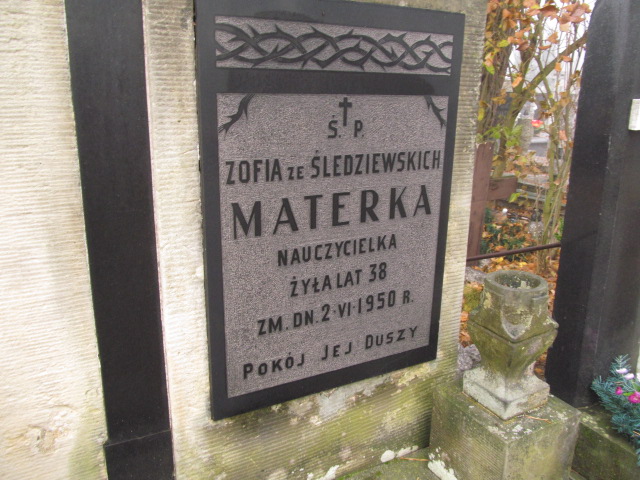 Ś. P.
ZOFIA ZE ŚLEDZIEWSKICH
MATERKA
NAUCZYCIELKA
ŻYŁA LAT 38
ZM. DN. 2·VI·1950 R.
POKÓJ JEJ DUSZY